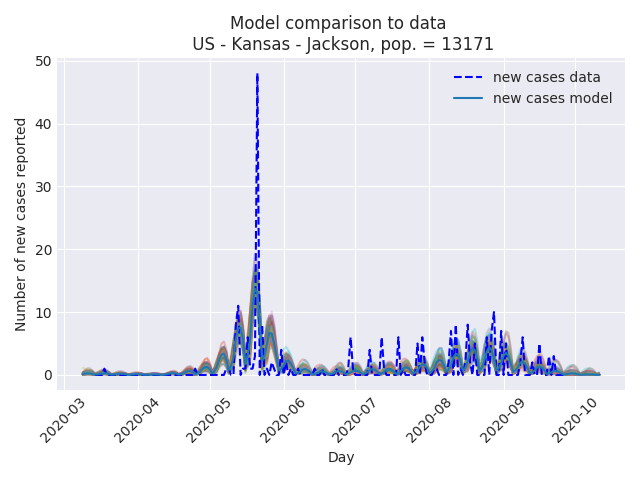 Model comparison to data
US - Kansas - Jackson, pop. = 13171
new cases data
new cases model
Number of new cases reported
50
40
30
20
10
0
2020-03
2020-04
2020-05
2020-06
2020-07
2020-08
2020-09
2020-10
Day